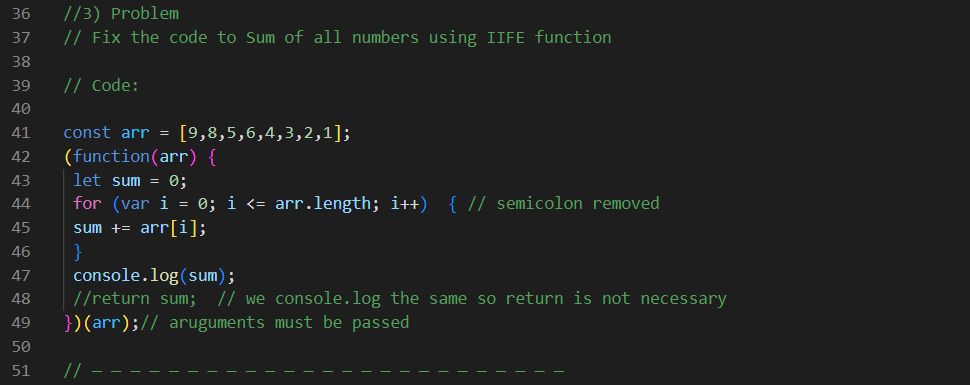 36 //3) Problem
37 // Fix the code to Sum of all numbers using IIFE function
38
39 // Code:
40
41 const arr = [9,8,5,6,4,3,2,1];
42 (function(arr) {
43 let sum = 0;
44 for (var i = 0; i <= arr.length; i++)  { // semicolon removed
45 sum += arr[i];
46 }
47 console.log(sum);
48 //return sum;  // we console.log the same so return is not necessary
49 })(arr);// aruguments must be passed
50
51 // — — — — — — — — — — — — — — — — — — — — — — — — —